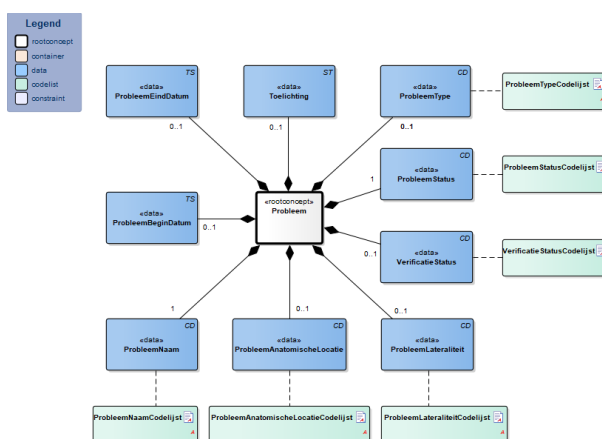 Legend
rootconcept
container
data
codelist
constraint
TS
«data»
ProbleemEindDatum
0..1
ST
«data»
Toelichting
0..1
CD
«data»
ProbleemType
0..1
ProbleemTypeCodelijst
CD
«data»
ProbleemStatus
1
ProbleemStatusCodelijst
TS
«data»
ProbleemBeginDatum
0..1
«rootconcept»
Probleem
CD
«data»
VerificatieStatus
0..1
VerificatieStatusCodelijst
1
0..1
0..1
CD
«data»
ProbleemNaam
CD
«data»
ProbleemAnatomischeLocatie
CD
«data»
ProbleemLateraliteit
ProbleemNaamCodelijst
ProbleemAnatomischeLocatieCodelijst
ProbleemLateraliteitCodelijst